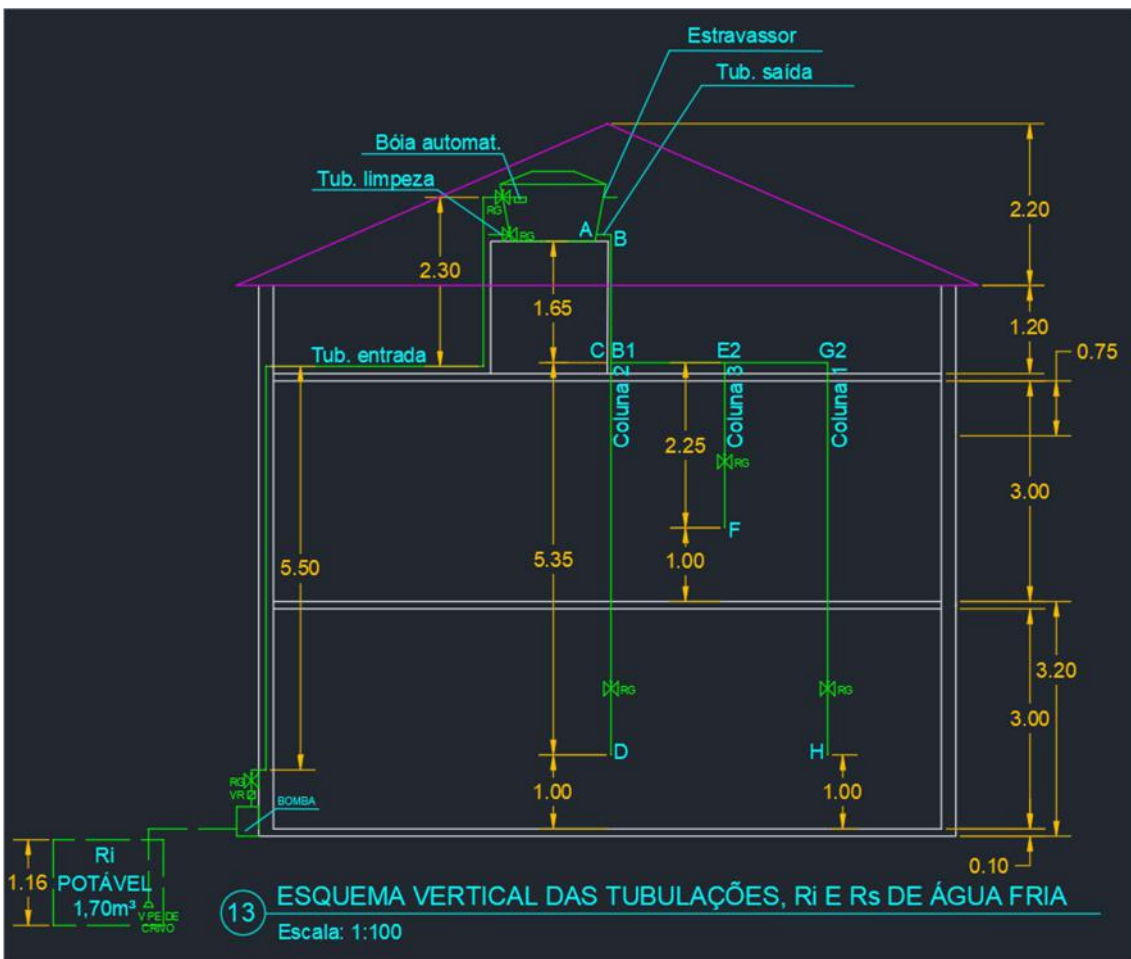 Estravassor
Tub. saída
Bóia automat.
Tub. limpeza
RG
RG
A
B
2.20
2.30
1.65
1.20
Tub. entrada
C
B1
E2
G2
0.75
Coluna 2
Coluna 3
Coluna 1
2.25
RG
3.00
F
5.50
5.35
1.00
3.20
RG
RG
3.00
D
H
RG
VR
BOMBA
1.00
1.00
0.10
Ri
1.16
POTÁVEL
1,70m³
V PE DE
CRIVO
13
ESQUEMA VERTICAL DAS TUBULAÇÕES, Ri E Rs DE ÁGUA FRIA
Escala: 1:100